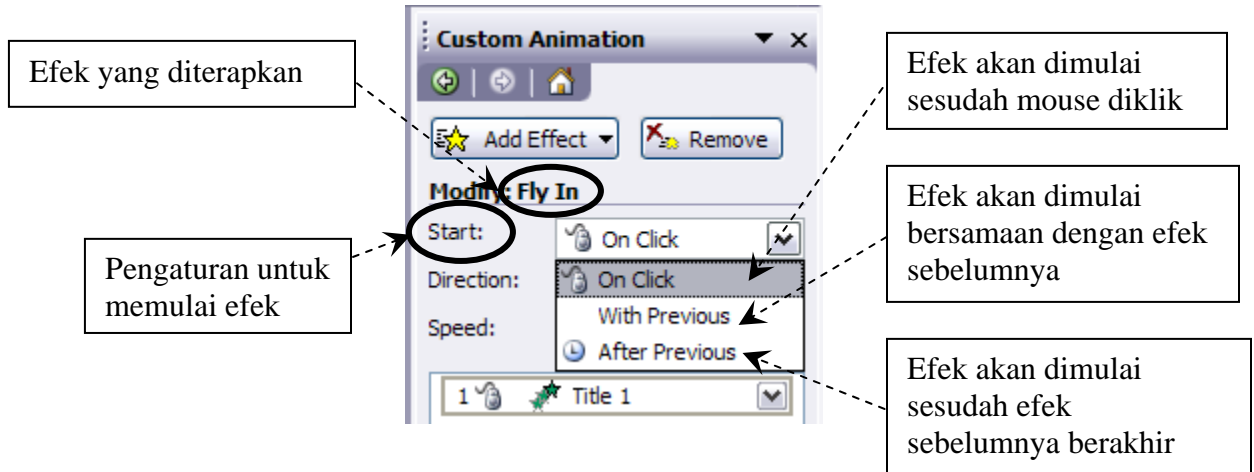 Efek yang diterapkan
Pengaturan untuk
memulai efek
Custom Animation
Add Effect
Remove
Modify: Fly In
Start:
On Click
Direction:
On Click
With Previous
Speed:
After Previous
1
Title 1
Efek akan dimulai
sesudah mouse diklik
Efek akan dimulai
bersamaan dengan efek
sebelumnya
Efek akan dimulai
sesudah efek
sebelumnya berakhir